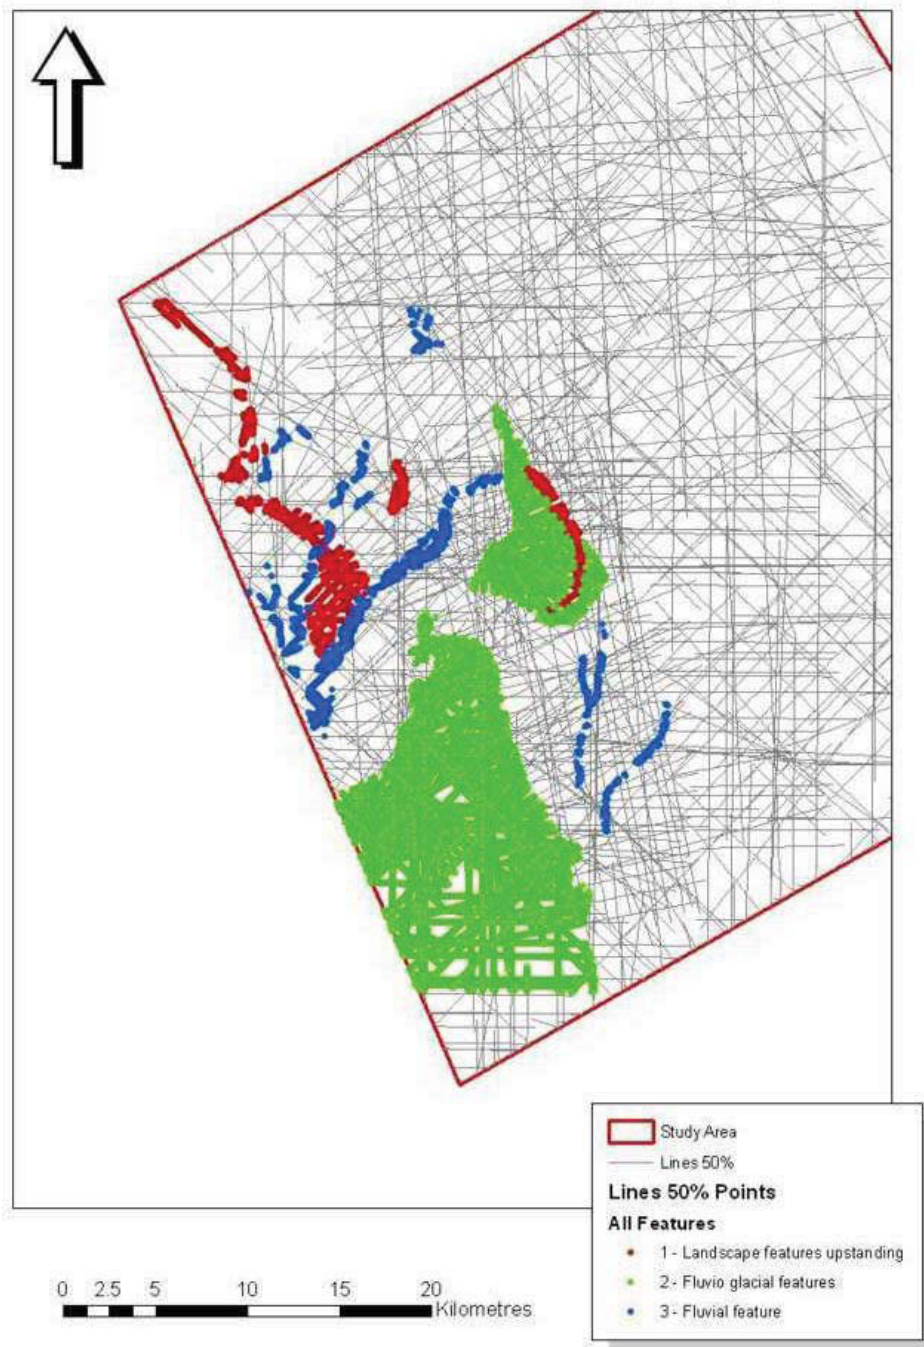 Study Area
Lines 50%
Lines 50% Points
All Features
1 - Landscape features upstanding
2 - Fluvio glacial features
3 - Fluvial feature
0 2.5 5 10 15 20
Kilometres